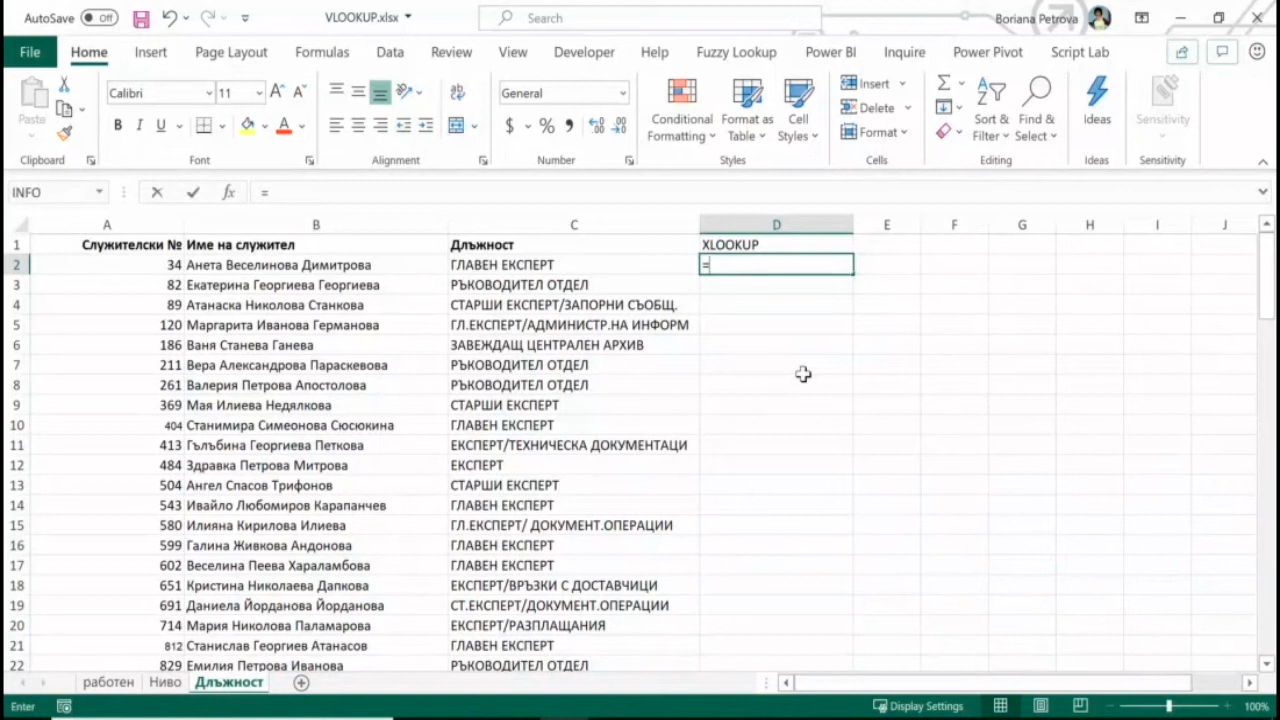 AutoSave Off VLOOKUP.xlsx Search Boriana Petrova
File Home Insert Page Layout Formulas Data Review View Developer Help Fuzzy Lookup Power BI Inquire Power Pivot Script Lab
Paste Calibri 11 General Conditional Formatting Format as Table Cell Styles Insert Delete Format Sort & Filter Find & Select Ideas Sensitivity
Clipboard Font Alignment Number Styles Cells Editing Ideas Sensitivity
INFO fx =
A B C D E F G H I J
1 Служителски № Име на служител Длъжност XLOOKUP
2 34 Анета Веселинова Димитрова ГЛАВЕН ЕКСПЕРТ =
3 82 Екатерина Георгиева Георгиева РЪКОВОДИТЕЛ ОТДЕЛ
4 89 Атанаска Николова Станкова СТАРШИ ЕКСПЕРТ/ЗАПОРНИ СЪОБЩ.
5 120 Маргарита Иванова Германова ГЛ.ЕКСПЕРТ/АДМИНИСТР.НА ИНФОРМ
6 186 Ваня Станева Ганева ЗАВЕЖДАЩ ЦЕНТРАЛЕН АРХИВ
7 211 Вера Александрова Параскевова РЪКОВОДИТЕЛ ОТДЕЛ
8 261 Валерия Петрова Апостолова РЪКОВОДИТЕЛ ОТДЕЛ
9 369 Мая Илиева Недялкова СТАРШИ ЕКСПЕРТ
10 404 Станимира Симеонова Сюсюкина ГЛАВЕН ЕКСПЕРТ
11 413 Гълъбина Георгиева Петкова ЕКСПЕРТ/ТЕХНИЧЕСКА ДОКУМЕНТАЦИ
12 484 Здравка Петрова Митрова ЕКСПЕРТ
13 504 Ангел Спасов Трифонов СТАРШИ ЕКСПЕРТ
14 543 Ивайло Любомиров Карапанчев ГЛАВЕН ЕКСПЕРТ
15 580 Илияна Кирилова Илиева ГЛ.ЕКСПЕРТ/ ДОКУМЕНТ.ОПЕРАЦИИ
16 599 Галина Живкова Андонова ГЛАВЕН ЕКСПЕРТ
17 602 Веселина Пеева Хараламбова ГЛАВЕН ЕКСПЕРТ
18 651 Кристина Николаева Дапкова ЕКСПЕРТ/ВРЪЗКИ С ДОСТАВЧИЦИ
19 691 Даниела Йорданова Йорданова СТ.ЕКСПЕРТ/ДОКУМЕНТ.ОПЕРАЦИИ
20 714 Мария Николова Паламарова ЕКСПЕРТ/РАЗПЛАЩАНИЯ
21 812 Станислав Георгиев Атанасов ГЛАВЕН ЕКСПЕРТ
22 829 Емилия Петрова Иванова РЪКОВОДИТЕЛ ОТДЕЛ
работен Ниво Длъжност
Enter Display Settings 100%